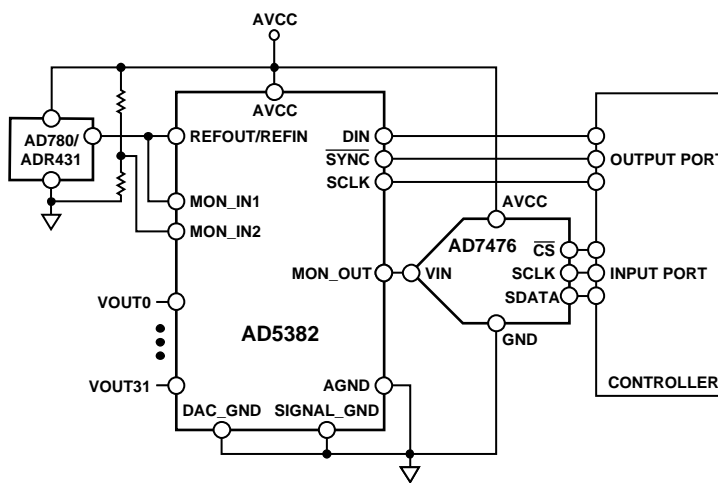 AVCC
AVCC
AD780/
ADR431
REFOUT/REFIN
DIN
SYNC
OUTPUT PORT
SCLK
MON_IN1
AVCC
MON_IN2
AD7476
CS
MON_OUT
VIN
SCLK
INPUT PORT
SDATA
VOUT0
AD5382
GND
VOUT31
AGND
CONTROLLER
DAC_GND
SIGNAL_GND